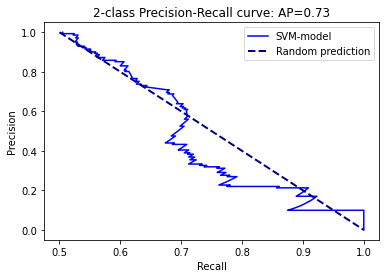 2-class Precision-Recall curve: AP=0.73
SVM-model
Random prediction
Precision
1.0
0.8
0.6
0.4
0.2
0.0
0.5
0.6
0.7
0.8
0.9
1.0
Recall